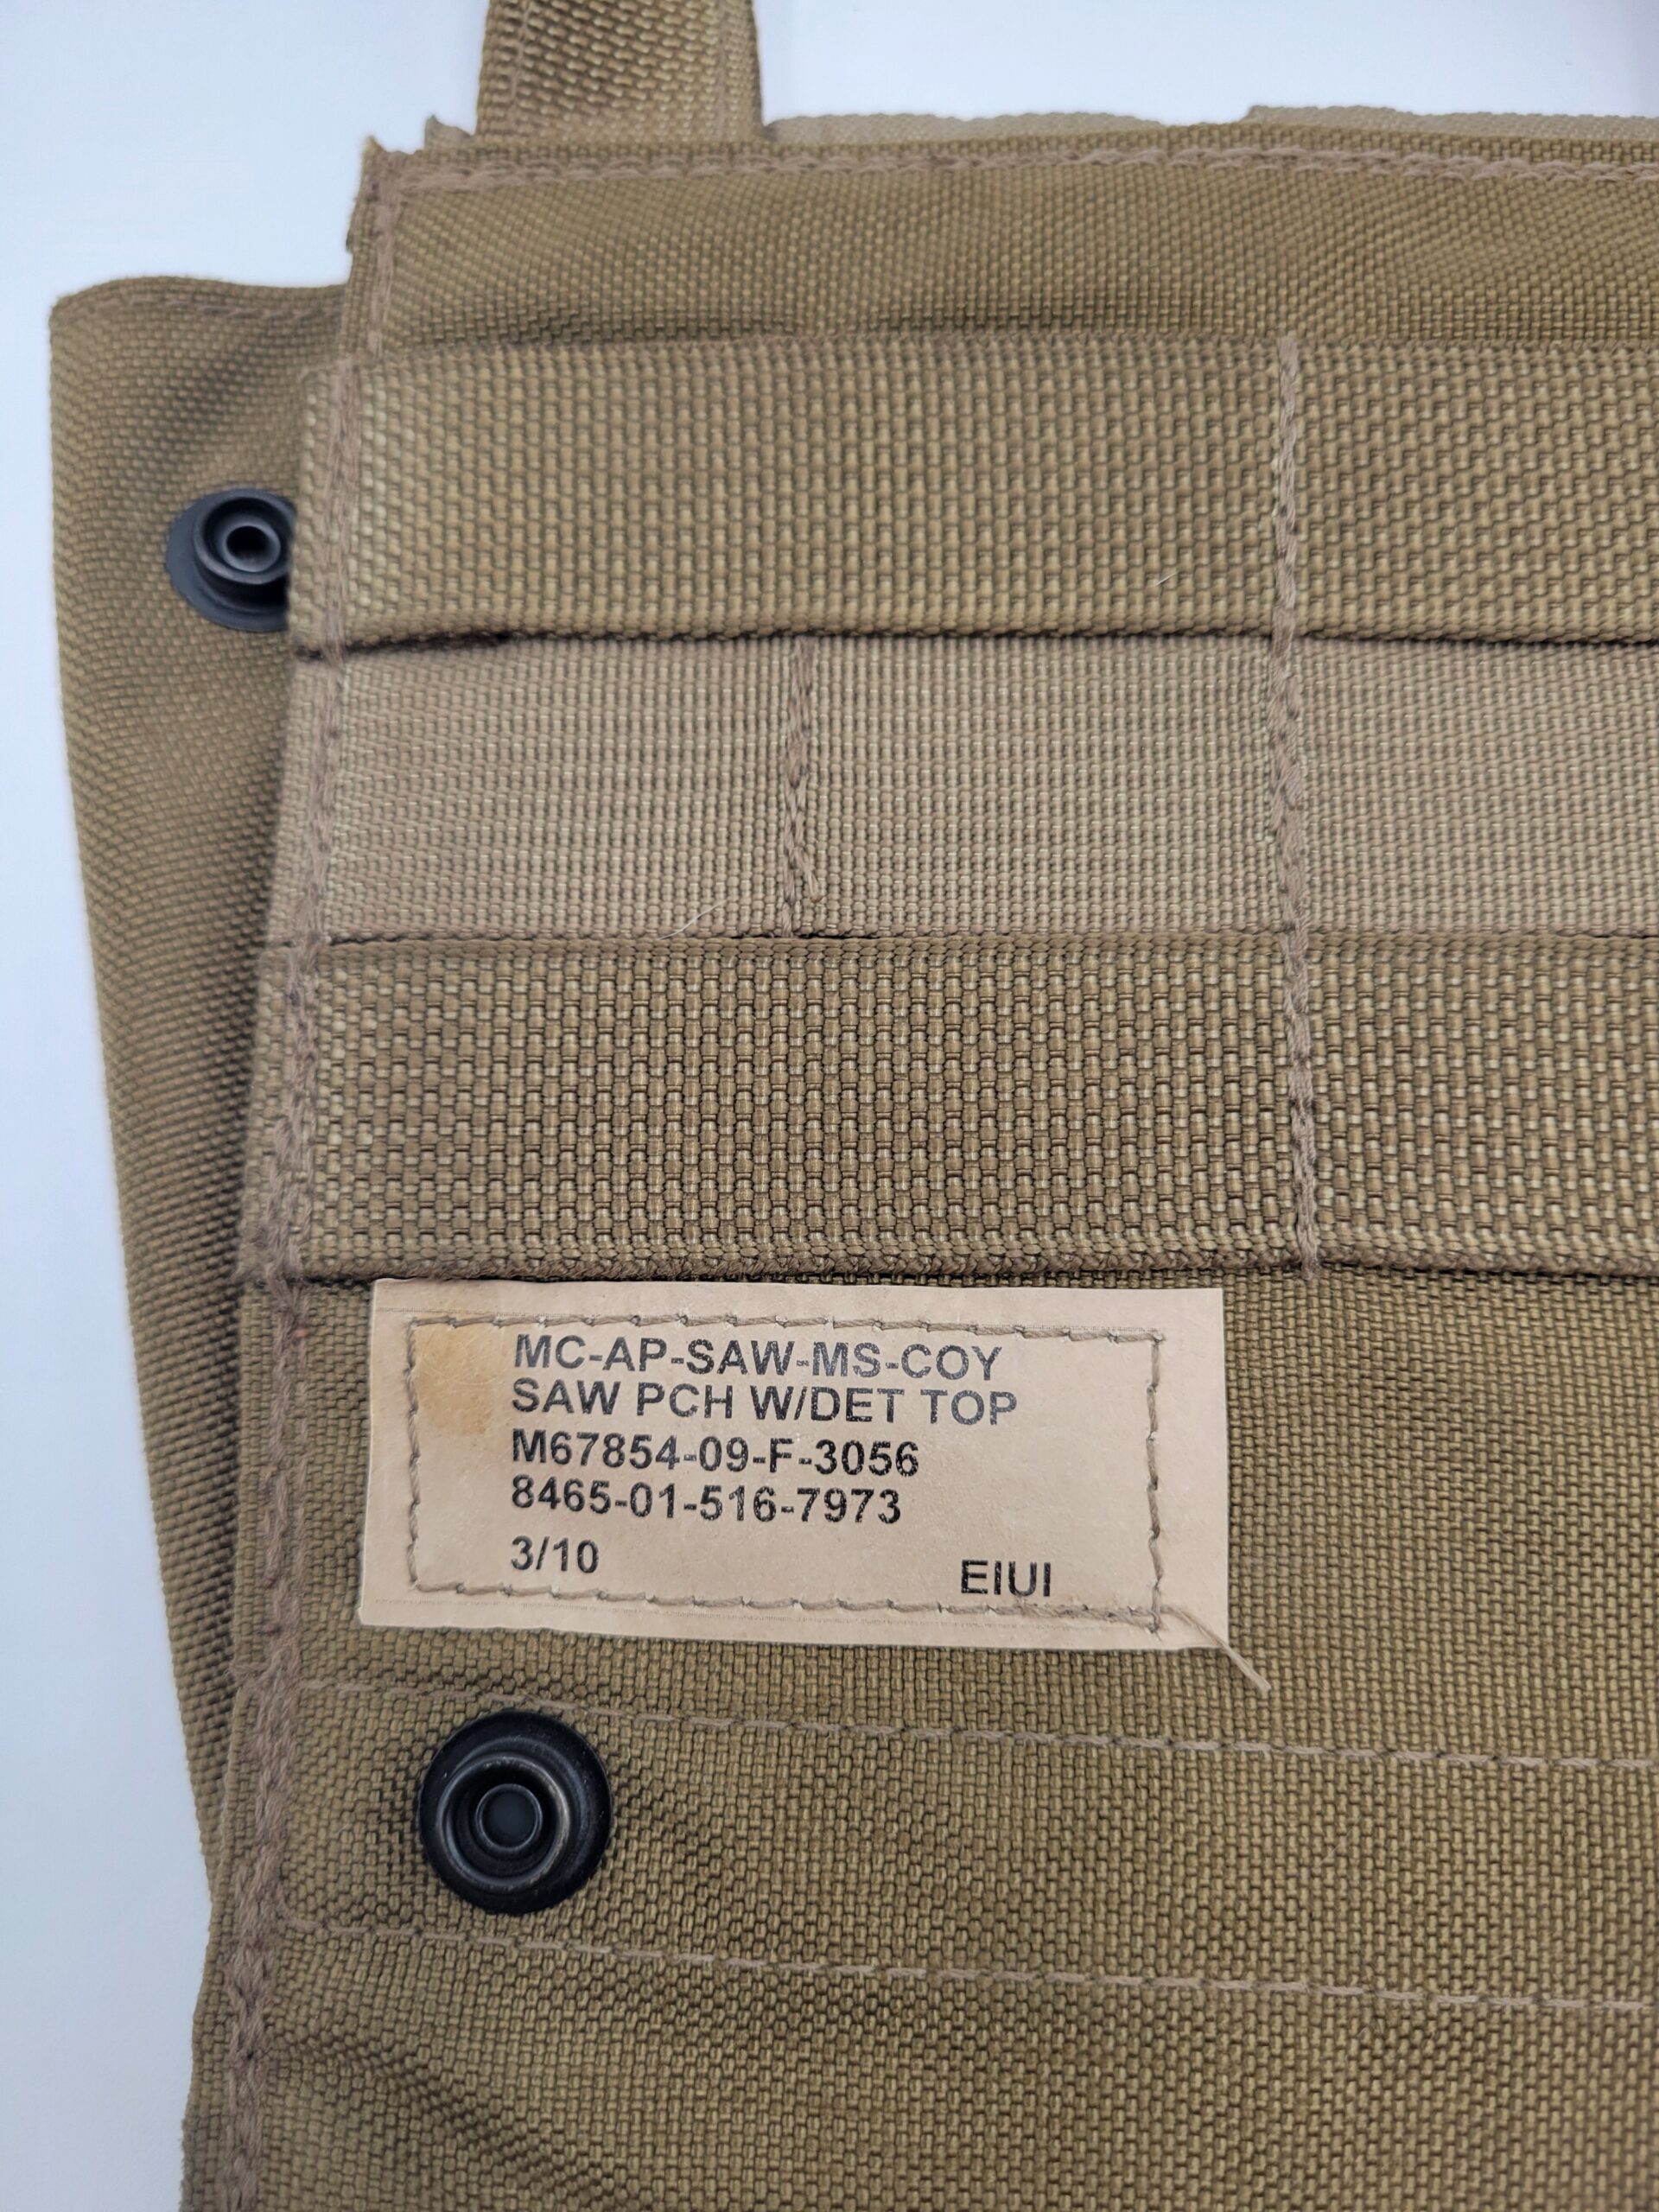 MC-AP-SAW-MS-COY
SAW PCH W/DET TOP
M67854-09-F-3056
8465-01-516-7973
3/10 EIUI